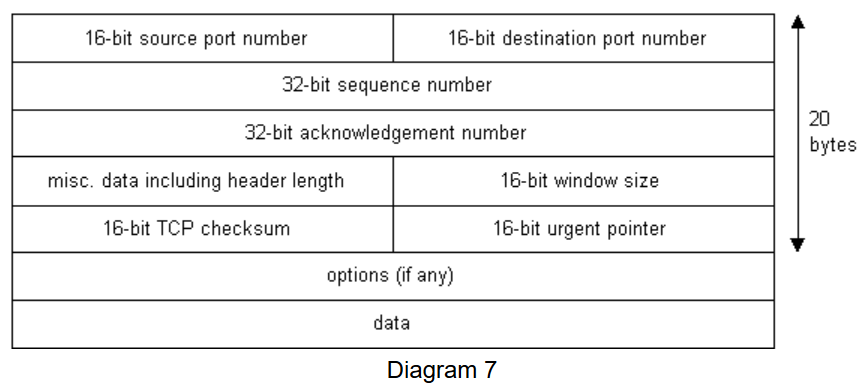 16-bit source port number
16-bit destination port number
32-bit sequence number
32-bit acknowledgement number
20
bytes
misc. data including header length
16-bit window size
16-bit TCP checksum
16-bit urgent pointer
options (if any)
data
Diagram 7